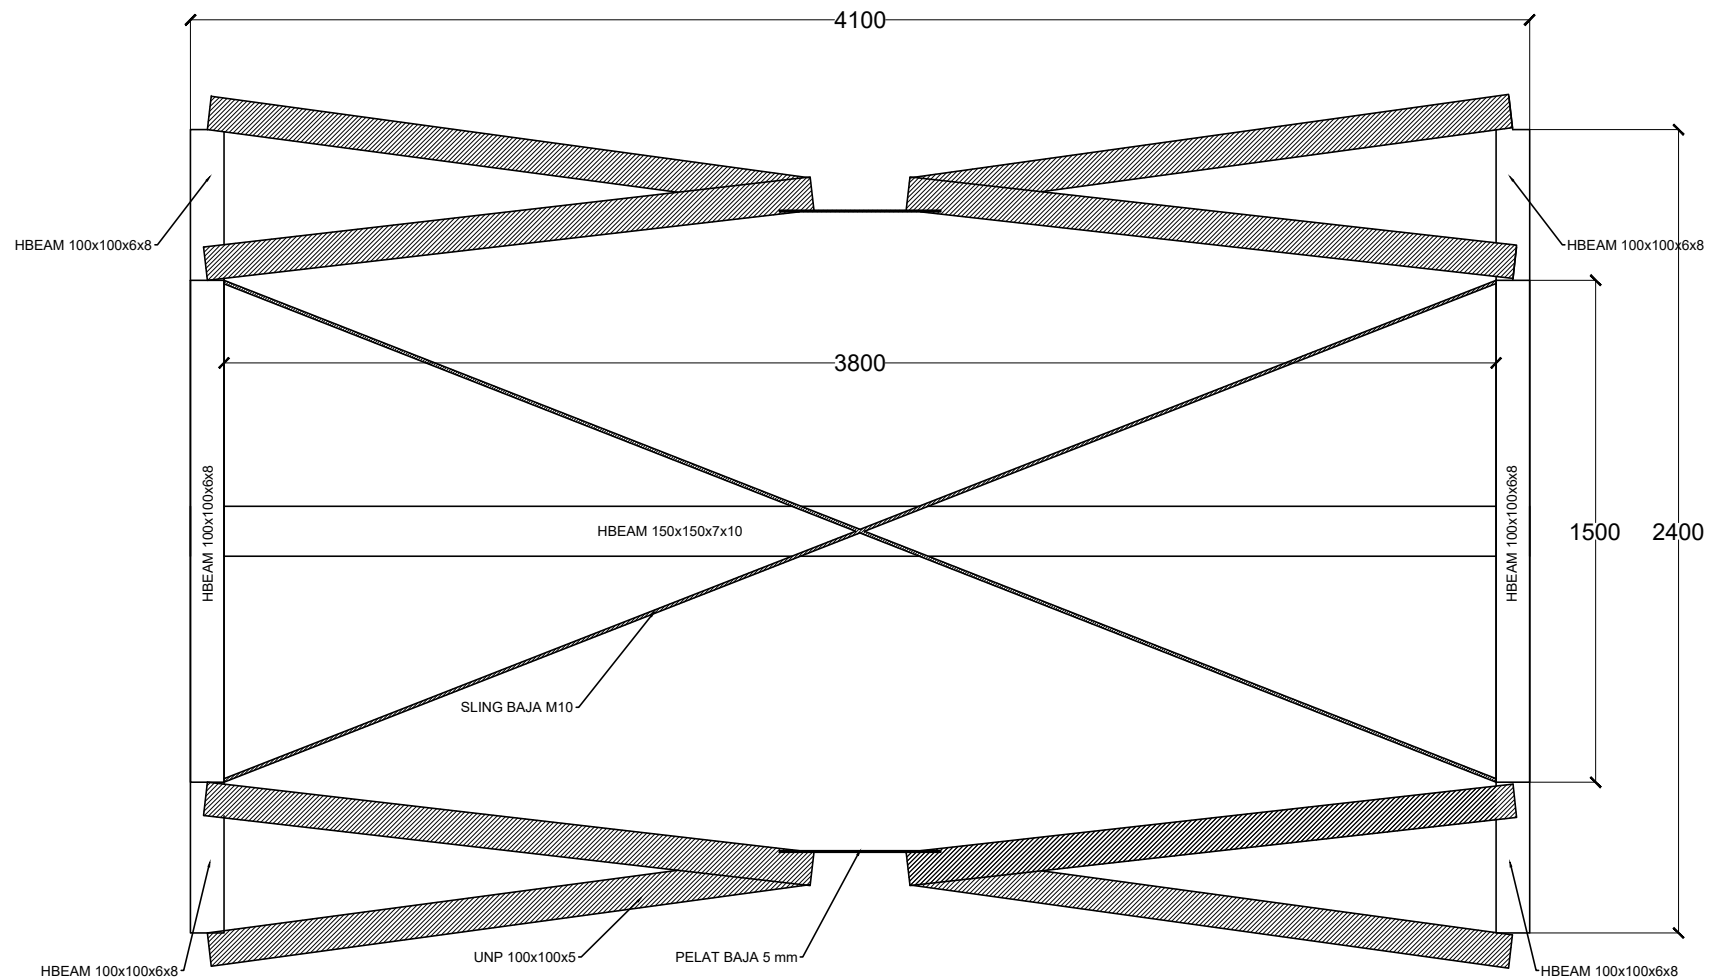 4100
HBEAM 100x100x6x8
HBEAM 100x100x6x8
3800
HBEAM 100x100x6x8
HBEAM 150x150x7x10
HBEAM 100x100x6x8
1500
2400
SLING BAJA M10
HBEAM 100x100x6x8
UNP 100x100x5
PELAT BAJA 5 mm
HBEAM 100x100x6x8